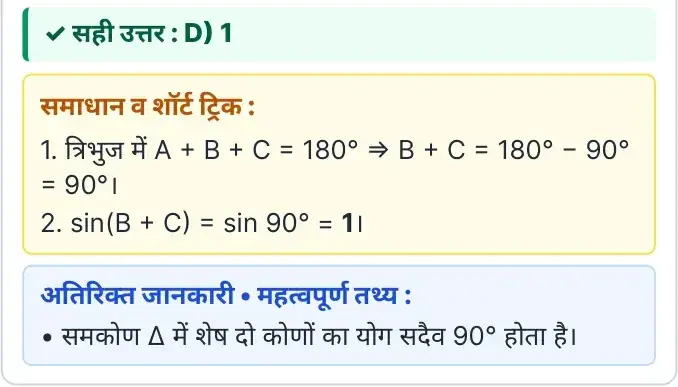 ✓ सही उत्तर : D) 1
समाधान व शॉर्ट ट्रिक :
1. त्रिभुज में A + B + C = 180° ⇒ B + C = 180° − 90°
= 90°।
2. sin(B + C) = sin 90° = 1।
अतिरिक्त जानकारी • महत्वपूर्ण तथ्य :
• समकोण Δ में शेष दो कोणों का योग सदैव 90° होता है।